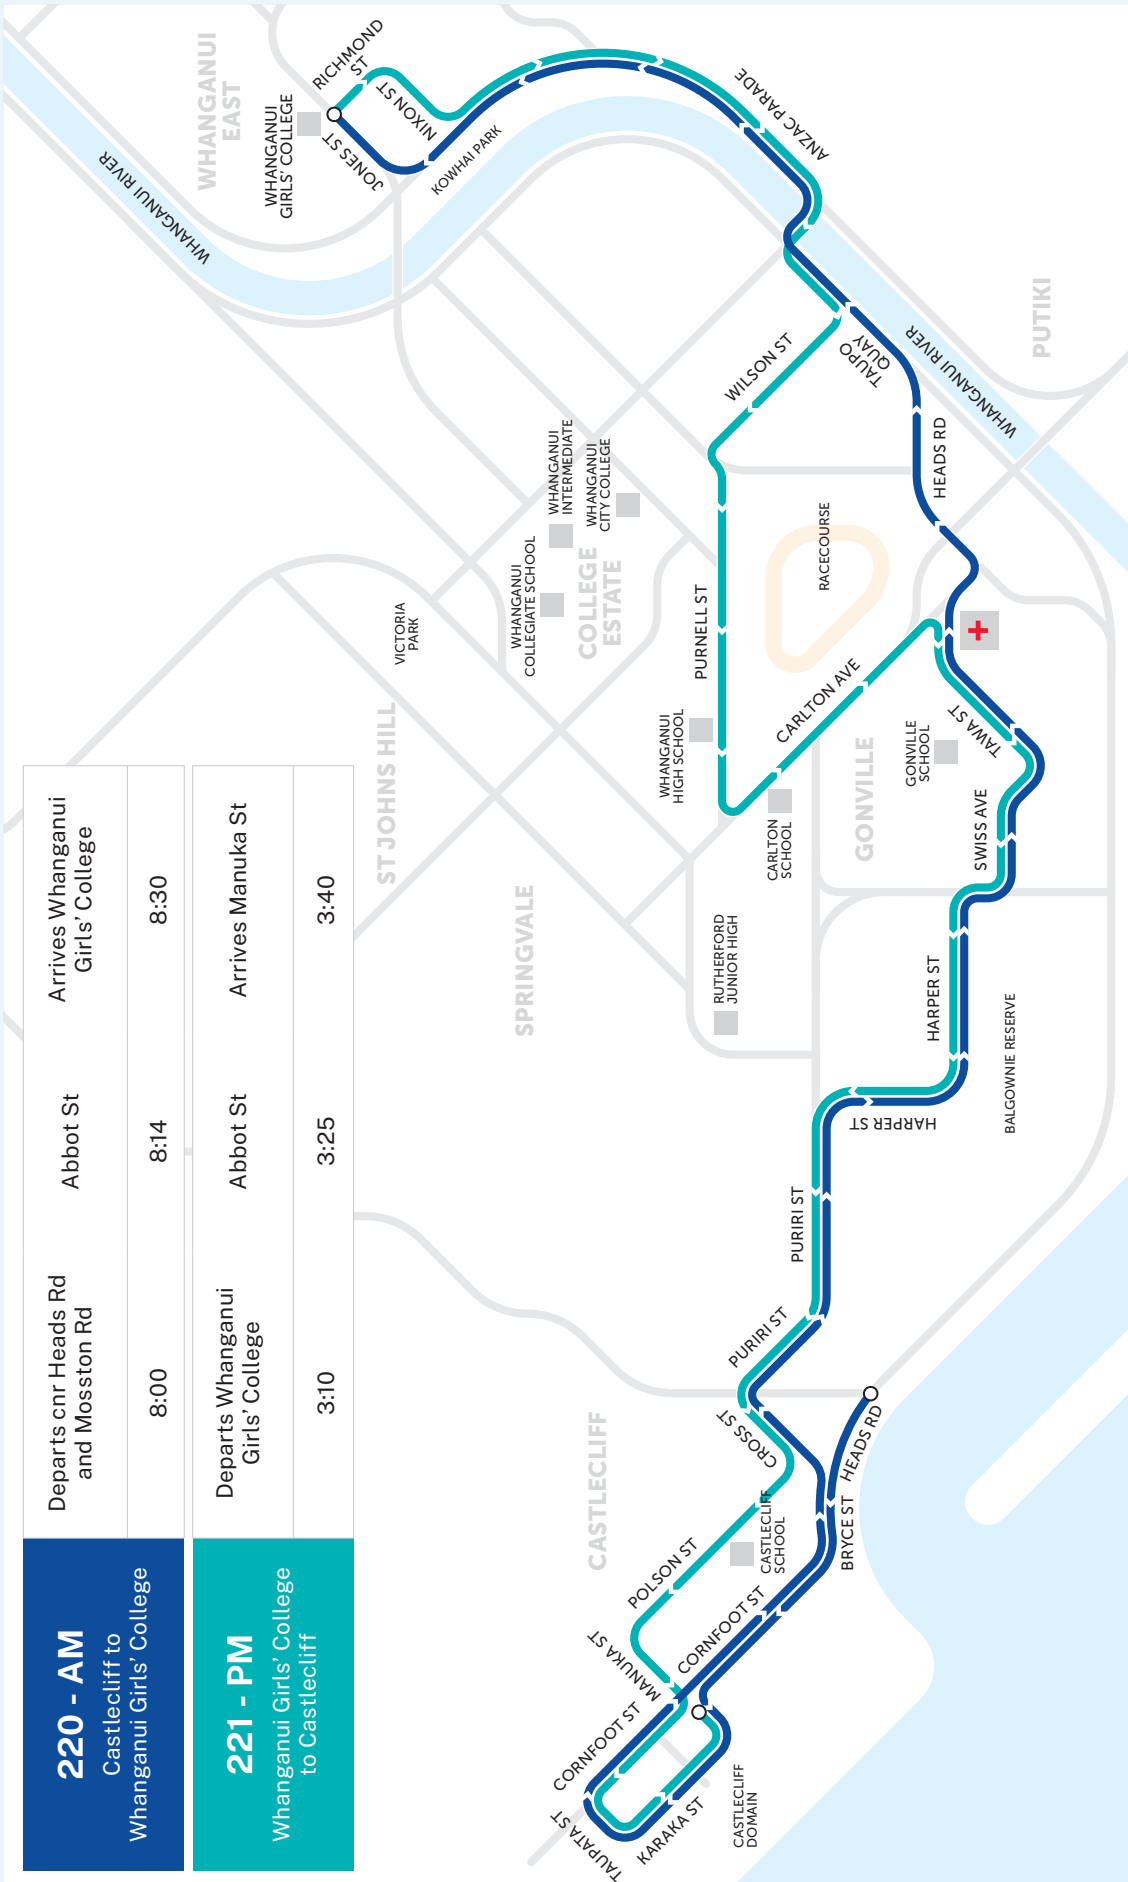 220 - AM
Castlecliff to
Whanganui Girls' College
Departs cnr Heads Rd
and Mosston Rd
Abbot St
Arrives Whanganui
Girls' College
8:00
8:14
8:30
221 - PM
Whanganui Girls' College
to Castlecliff
Departs Whanganui
Girls' College
Abbot St
Arrives Manuka St
3:10
3:25
3:40
WHANGANUI
EAST
WHANGANUI RIVER
WHANGANUI
GIRLS' COLLEGE
RICHMOND
ST
JONES ST
NIXON ST
KOWHAI PARK
ANZAC PARADE
ST JOHNS HILL
VICTORIA
PARK
SPRINGVALE
WHANGANUI
COLLEGIATE SCHOOL
WHANGANUI
INTERMEDIATE
WHANGANUI
CITY COLLEGE
COLLEGE
ESTATE
WILSON ST
TAUPO
QUAY
WHANGANUI RIVER
PUTIKI
HEADS RD
RACECOURSE
PURNELL ST
WHANGANUI
HIGH SCHOOL
CARLTON AVE
CARLTON
SCHOOL
GONVILLE
GONVILLE
SCHOOL
TAWA ST
SWISS AVE
RUTHERFORD
JUNIOR HIGH
HARPER ST
HARPER ST
BALGOWNIE RESERVE
PURIRI ST
PURIRI ST
CROSS ST
HEADS RD
BRYCE ST
CASTLECLIFF
CASTLECLIFF
SCHOOL
POLSON ST
MANUKA ST
CORNFOOT ST
CORNFOOT ST
TAUPATA ST
KARAKA ST
CASTLECLIFF
DOMAIN